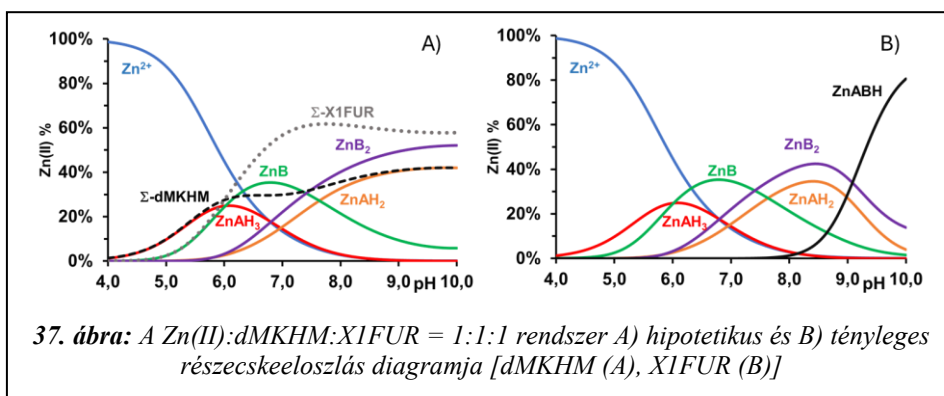 100%
80%
60%
40%
20%
0%
Zn(II) %
4,0 5,0 6,0 7,0 8,0 9,0 pH 10,0
A)
Zn²⁺
Σ-X1FUR
ZnB₂
ZnB
Σ-dMKHM
ZnAH₃
ZnAH₂
100%
80%
60%
40%
20%
0%
Zn(II) %
4,0 5,0 6,0 7,0 8,0 9,0 pH 10,0
B)
Zn²⁺
ZnABH
ZnB₂
ZnB
ZnAH₂
ZnAH₃
37. ábra: A Zn(II):dMKHM:X1FUR = 1:1:1 rendszer A) hipotetikus és B) tényleges
részecskeeloszlás diagramja [dMKHM (A), X1FUR (B)]